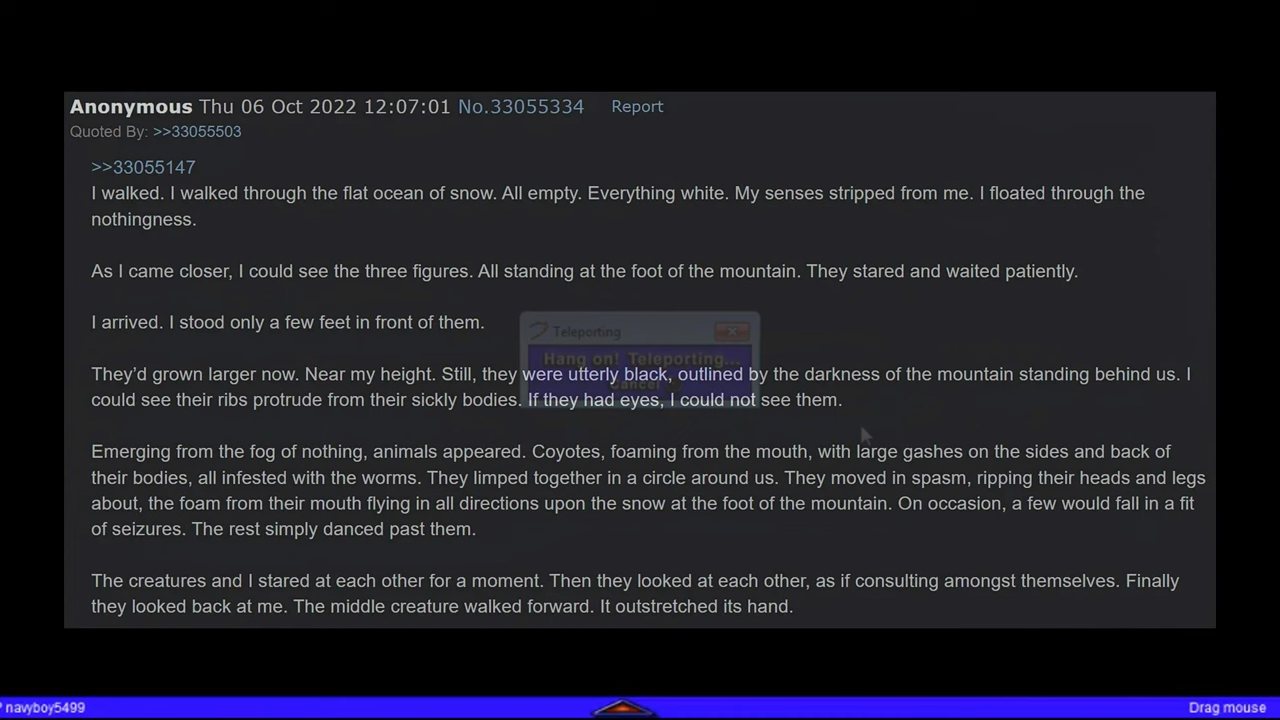 Anonymous Thu 06 Oct 2022 12:07:01 No.33055334 Report
Quoted By: >>33055503
>>33055147
I walked. I walked through the flat ocean of snow. All empty. Everything white. My senses stripped from me. I floated through the
nothingness.
As I came closer, I could see the three figures. All standing at the foot of the mountain. They stared and waited patiently.
I arrived. I stood only a few feet in front of them.
Teleporting
Hang on! Teleporting...
They’d grown larger now. Near my height. Still, they were utterly black, outlined by the darkness of the mountain standing behind us. I
Cancel
could see their ribs protrude from their sickly bodies. If they had eyes, I could not see them.
Emerging from the fog of nothing, animals appeared. Coyotes, foaming from the mouth, with large gashes on the sides and back of
their bodies, all infested with the worms. They limped together in a circle around us. They moved in spasm, ripping their heads and legs
about, the foam from their mouth flying in all directions upon the snow at the foot of the mountain. On occasion, a few would fall in a fit
of seizures. The rest simply danced past them.
The creatures and I stared at each other for a moment. Then they looked at each other, as if consulting amongst themselves. Finally
they looked back at me. The middle creature walked forward. It outstretched its hand.
navyboy5499
Drag mouse